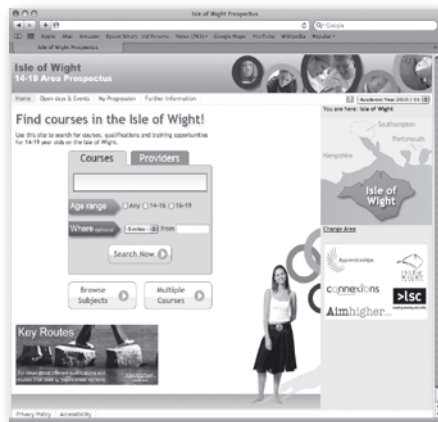 Isle of Wight Prospectus
Google
Apple Mac Amazon News Google Maps YouTube Wikipedia Popular
Isle of Wight Prospectus
Isle of Wight
14-19 Area Prospectus
Home Open days & Events My Progression Further Information
You are here: Isle of Wight
Find courses in the Isle of Wight!
Use this site to search for courses, qualifications and training opportunities
for 14-19 year olds on the Isle of Wight.
Courses Providers
Age range Any 14-16 16-19
Where optional from
Search Now
Browse
Subjects
Multiple
Courses
Key Routes
Southampton
Portsmouth
Hampshire
Isle of
Wight
Change Area
Apprenticeships
connexions
>lsc
Aimhigher
Privacy Policy Accessibility